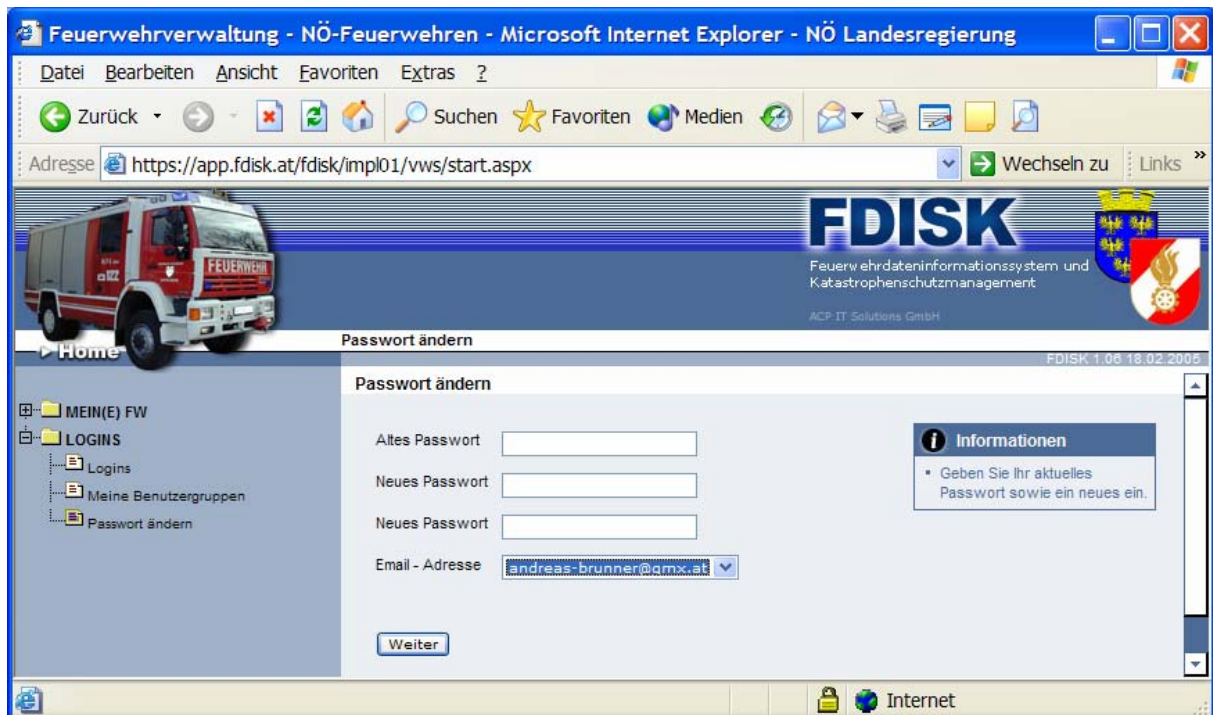 Feuerwehrverwaltung - NÖ-Feuerwehren - Microsoft Internet Explorer - NÖ Landesregierung
Datei Bearbeiten Ansicht Favoriten Extras ?
Zurück Suchen Favoriten Medien
Adresse https://app.fdisk.at/fdisk/impl01/vws/start.aspx Wechseln zu Links »
FEUERWEHR
122
FDISK
Feuerwehrdateninformationssystem und
Katastrophenschutzmanagement
ACP IT Solutions GmbH
Home
Passwort ändern
FDISK 1.06 18.02.2005
Passwort ändern
MEIN(E) FW
LOGINS
Logins
Meine Benutzergruppen
Passwort ändern
Altes Passwort
Neues Passwort
Neues Passwort
Email - Adresse andreas-brunner@gmx.at
Weiter
Informationen
Geben Sie Ihr aktuelles
Passwort sowie ein neues ein.
Internet